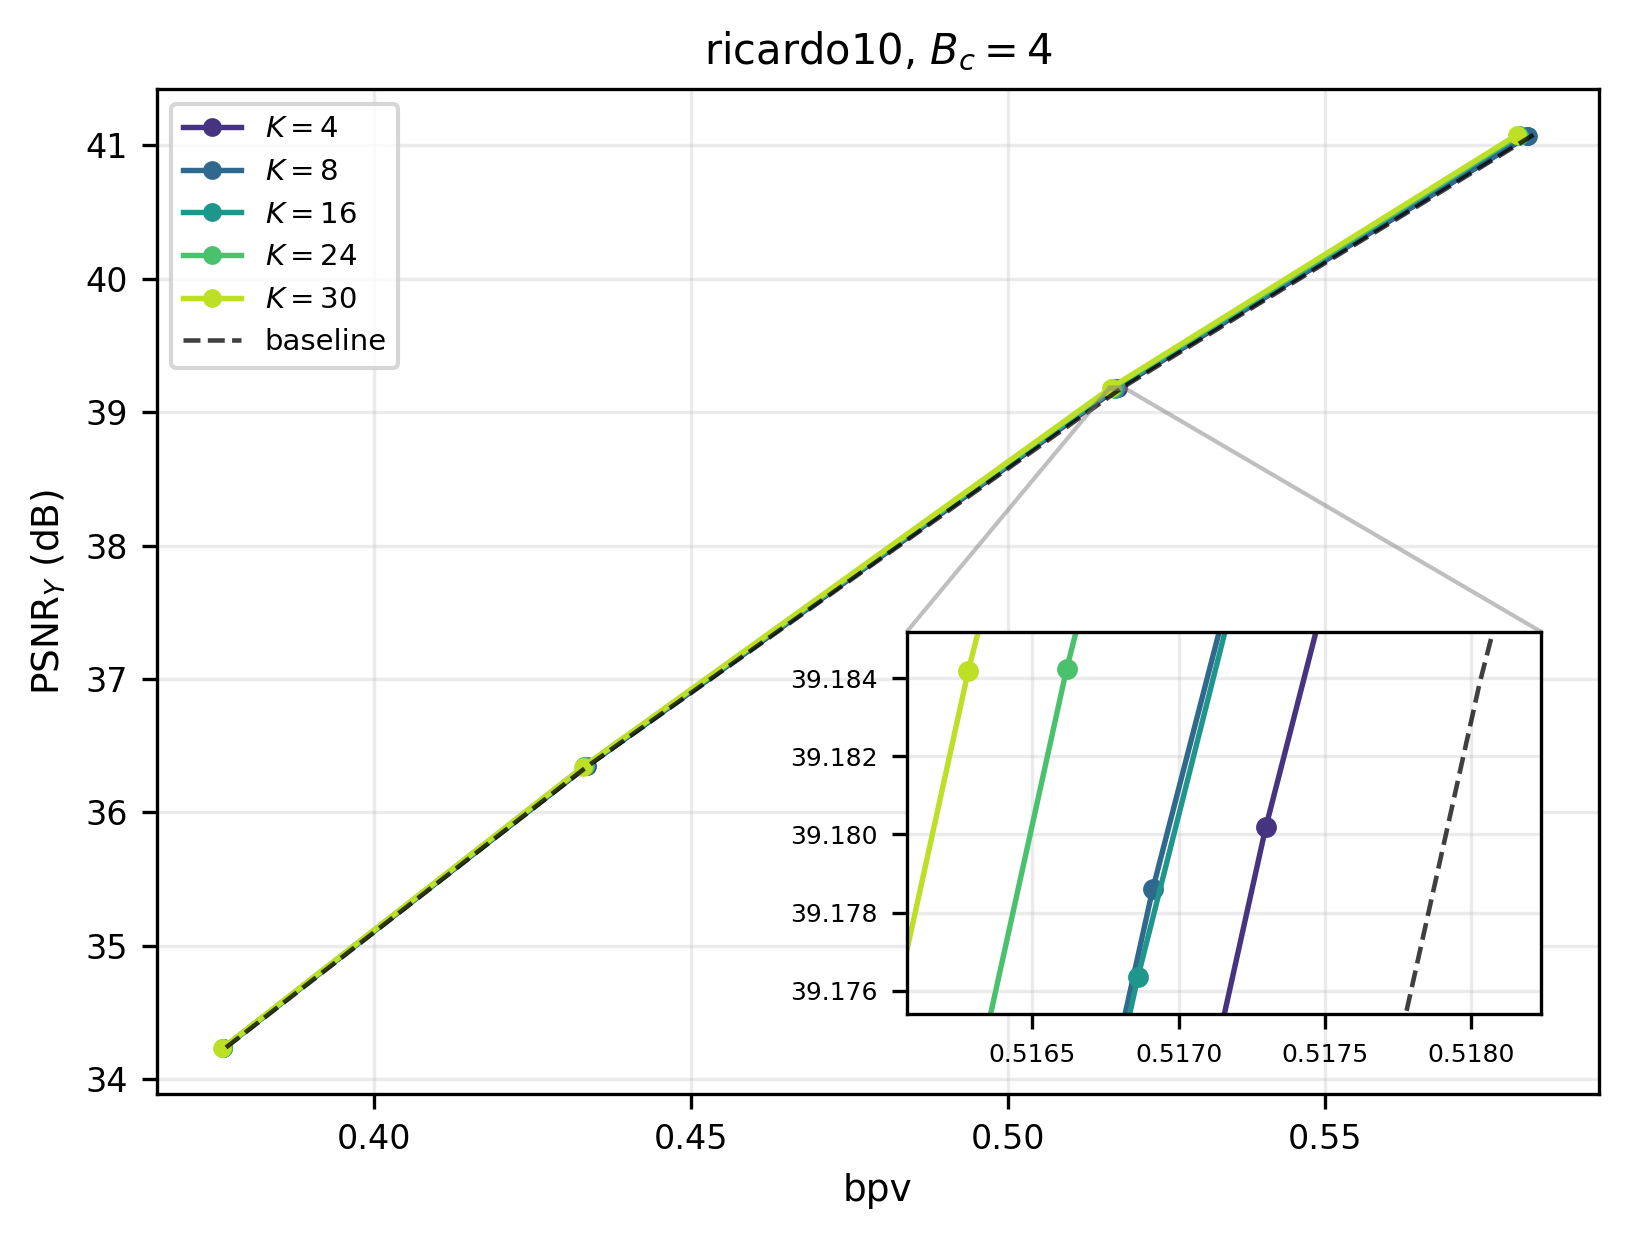 ricardo10, $B_c = 4$
$K = 4$
$K = 8$
$K = 16$
$K = 24$
$K = 30$
baseline
PSNR$_Y$ (dB)
41
40
39
38
37
36
35
34
39.184
39.182
39.180
39.178
39.176
0.5165 0.5170 0.5175 0.5180
0.40 0.45 0.50 0.55
bpv